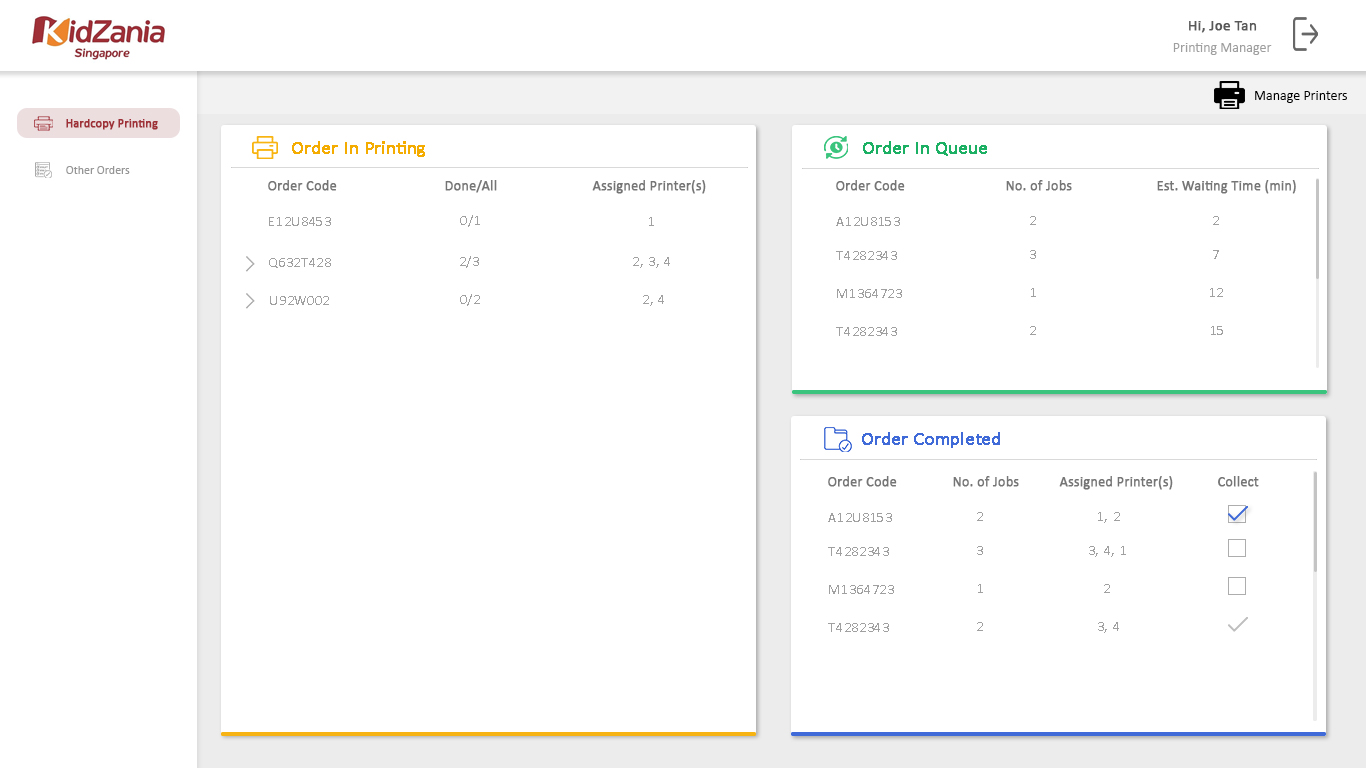 KidZania
Singapore
Hi, Joe Tan
Printing Manager
Manage Printers
Hardcopy Printing
Other Orders
Order In Printing
Order Code Done/All Assigned Printer(s)
E12U8453 0/1 1
Q632T428 2/3 2, 3, 4
U92W002 0/2 2, 4
Order In Queue
Order Code No. of Jobs Est. Waiting Time (min)
A12U8153 2 2
T4282343 3 7
M1364723 1 12
T4282343 2 15
Order Completed
Order Code No. of Jobs Assigned Printer(s) Collect
A12U8153 2 1, 2
T4282343 3 3, 4, 1
M1364723 1 2
T4282343 2 3, 4